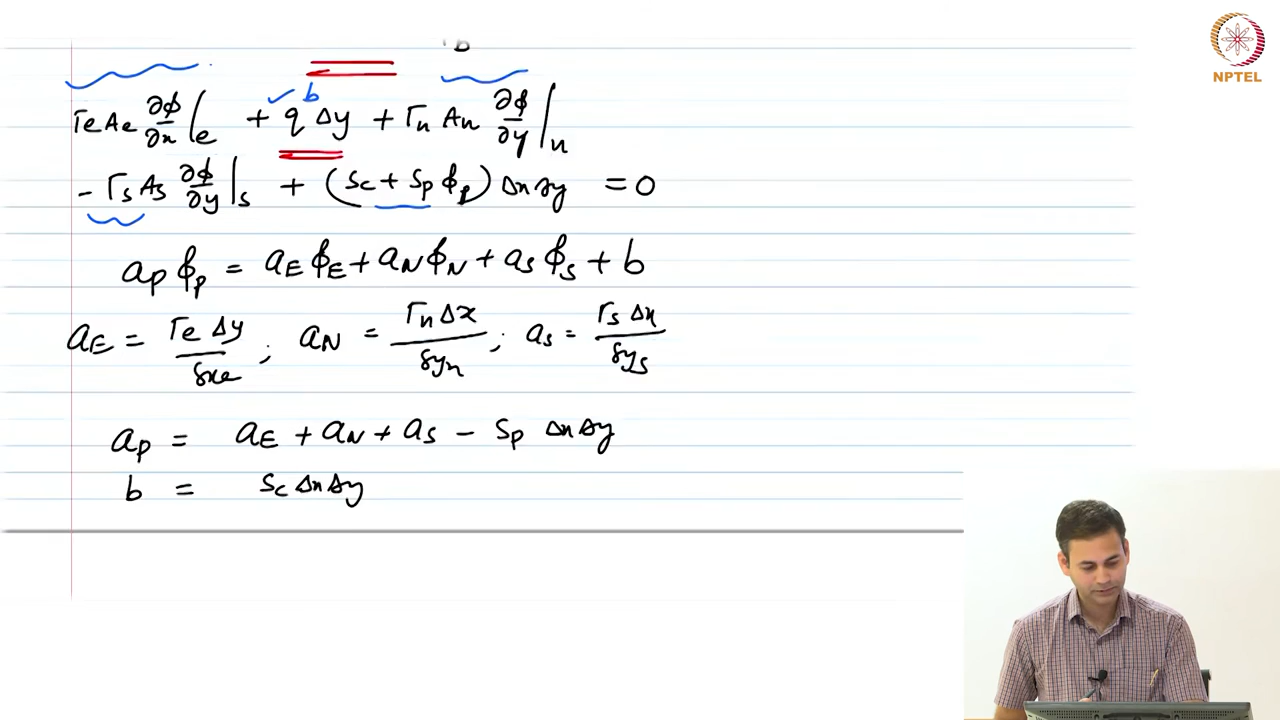 b
NPTEL
Γe Ae ∂φ/∂x|e + q b Δy + Γn An ∂φ/∂y|n
- Γs As ∂φ/∂y|s + (Sc + Sp φp) Δx Δy = 0
aP φp = aE φE + aN φN + aS φS + b
aE = Γe Δy / δxe ; aN = Γn Δx / δyn ; aS = Γs Δx / δys
aP = aE + aN + aS - Sp Δx Δy
b = Sc Δx Δy